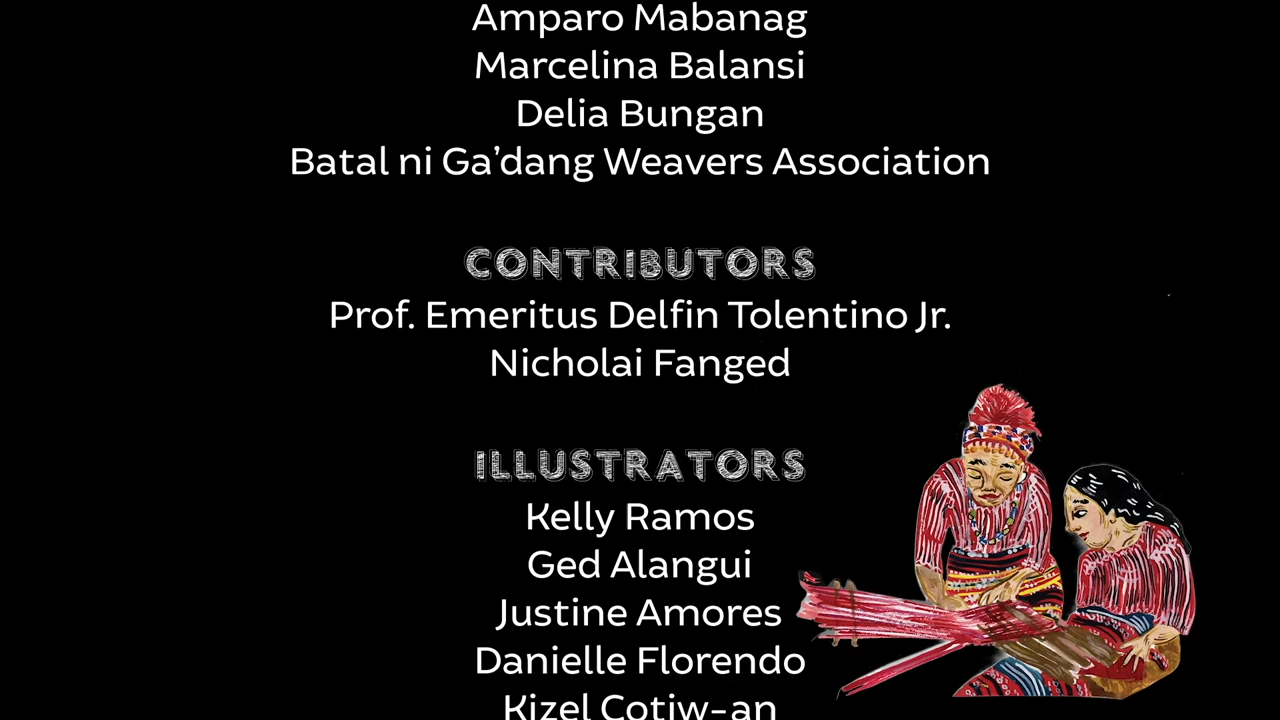 Amparo Mabanag
Marcelina Balansi
Delia Bungan
Batal ni Ga’dang Weavers Association
CONTRIBUTORS
Prof. Emeritus Delfin Tolentino Jr.
Nicholai Fanged
ILLUSTRATORS
Kelly Ramos
Ged Alangui
Justine Amores
Danielle Florendo
Kizel Cotiw-an